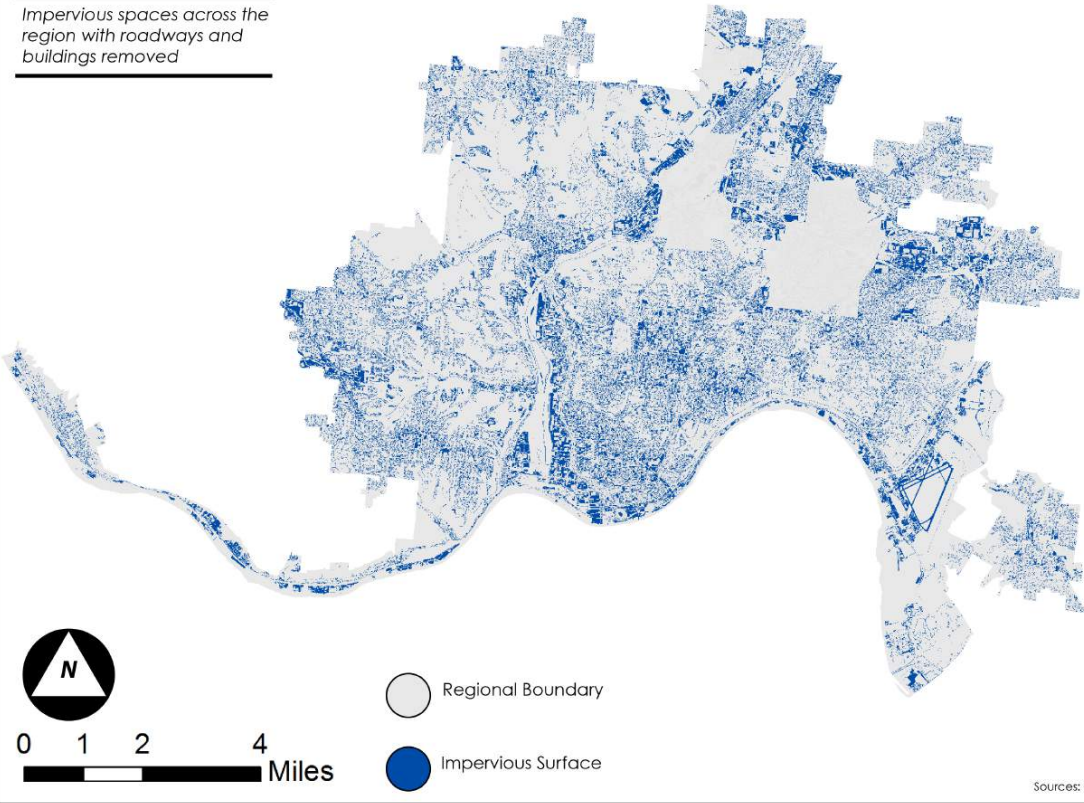 Impervious spaces across the
region with roadways and
buildings removed
N
0 1 2 4
Miles
Regional Boundary
Impervious Surface
Sources: